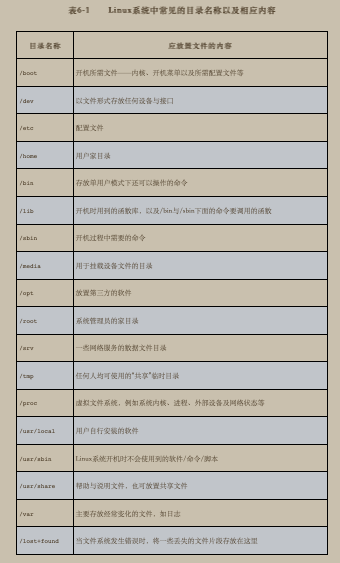 表6-1 Linux系统中常见的目录名称以及相应内容
目录名称 应放置文件的内容
/boot 开机所需文件——内核、开机菜单以及所需配置文件等
/dev 以文件形式存放任何设备与接口
/etc 配置文件
/home 用户家目录
/bin 存放单用户模式下还可以操作的命令
/lib 开机时用到的函数库，以及/bin与/sbin下面的命令要调用的函数
/sbin 开机过程中需要的命令
/media 用于挂载设备文件的目录
/opt 放置第三方的软件
/root 系统管理员的家目录
/srv 一些网络服务的数据文件目录
/tmp 任何人均可使用的“共享”临时目录
/proc 虚拟文件系统，例如系统内核、进程、外部设备及网络状态等
/usr/local 用户自行安装的软件
/usr/sbin Linux系统开机时不会使用到的软件/命令/脚本
/usr/share 帮助与说明文件，也可放置共享文件
/var 主要存放经常变化的文件，如日志
/lost+found 当文件系统发生错误时，将一些丢失的文件片段存放在这里